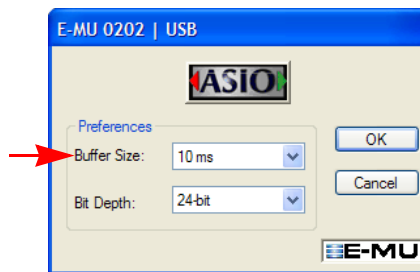 E-MU 0202 | USB
ASIO
Preferences
Buffer Size: 10 ms
OK
Bit Depth: 24-bit
Cancel
E-MU